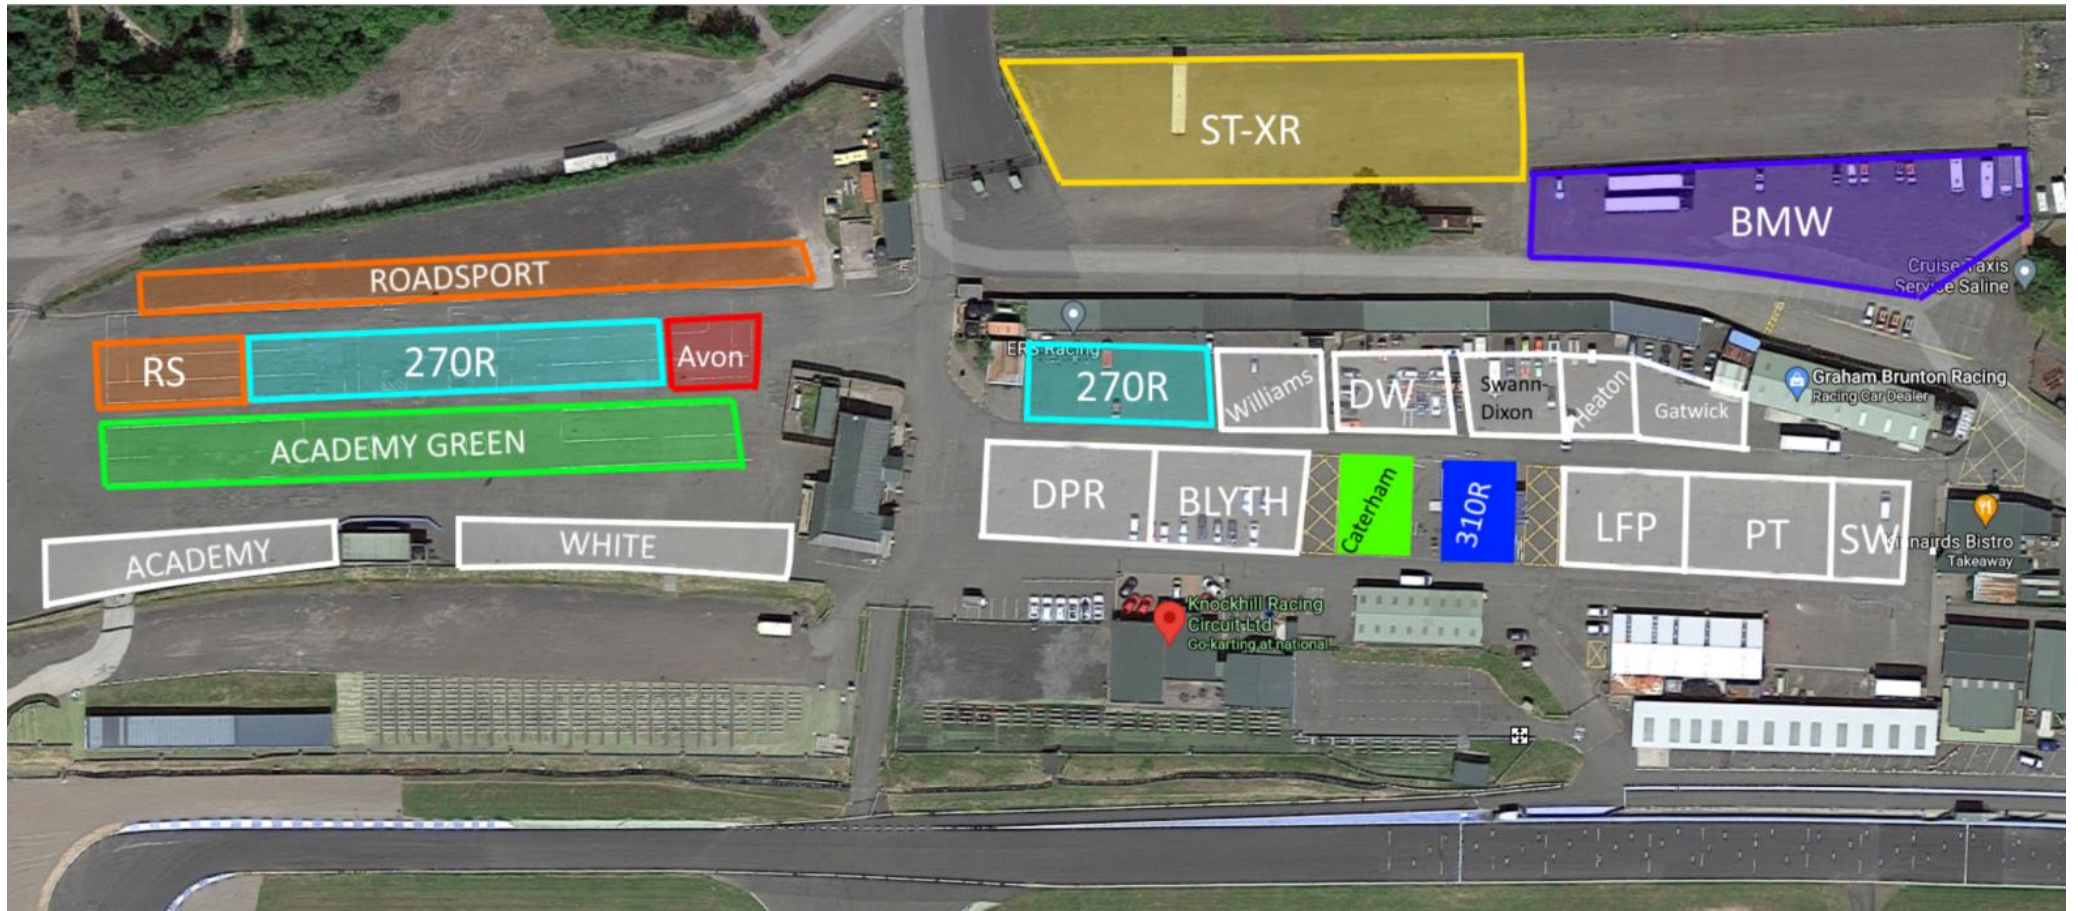 ST-XR
BMW
Cruise Taxis
Service Saline
ROADSPORT
RS
270R
Avon
ERS Racing
270R
Williams
DW
Swann-
Dixon
Heaton
Gatwick
Graham Brunton Racing
Racing Car Dealer
ACADEMY GREEN
DPR
BLYTH
Caterham
310R
LFP
PT
SW
Kinnairds Bistro
Takeaway
ACADEMY
WHITE
Knockhill Racing
Circuit Ltd
Go-karting at national...